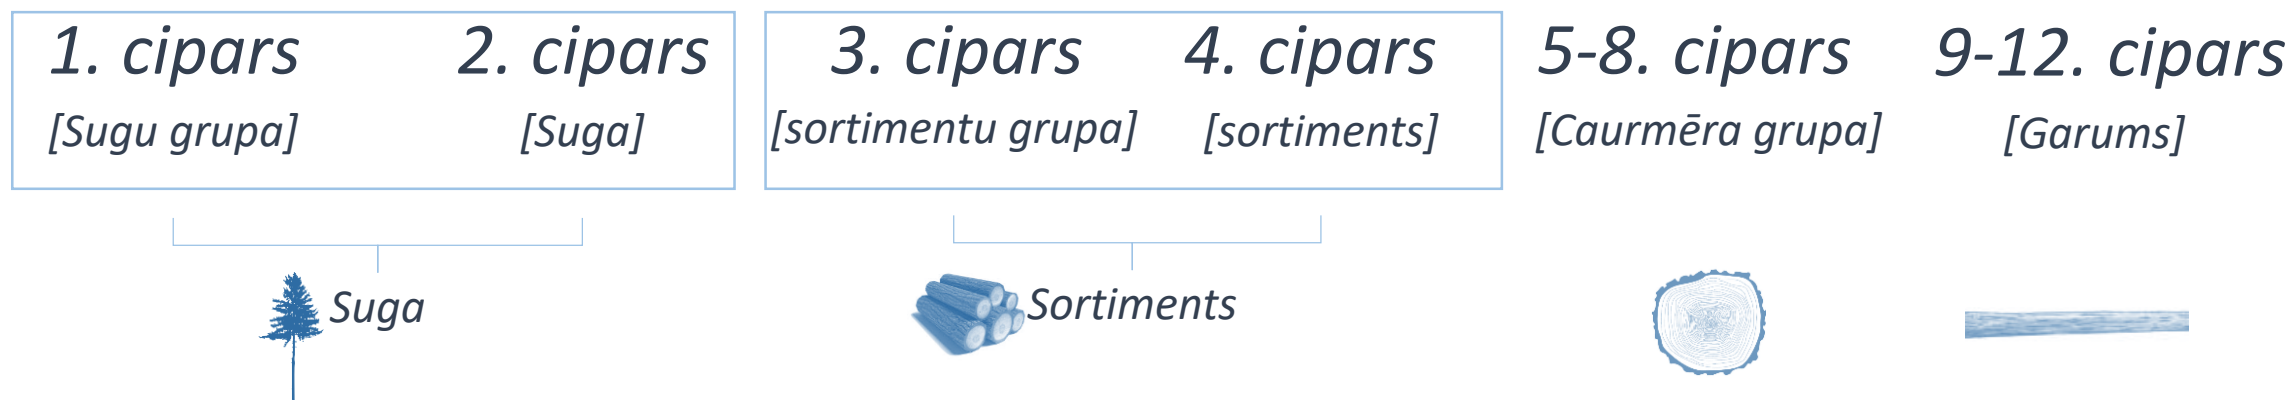 1. cipars
[Sugu grupa]
2. cipars
[Suga]
3. cipars
[sortimentu grupa]
4. cipars
[sortiments]
5-8. cipars
[Caurmēra grupa]
9-12. cipars
[Garums]
Suga
Sortiments